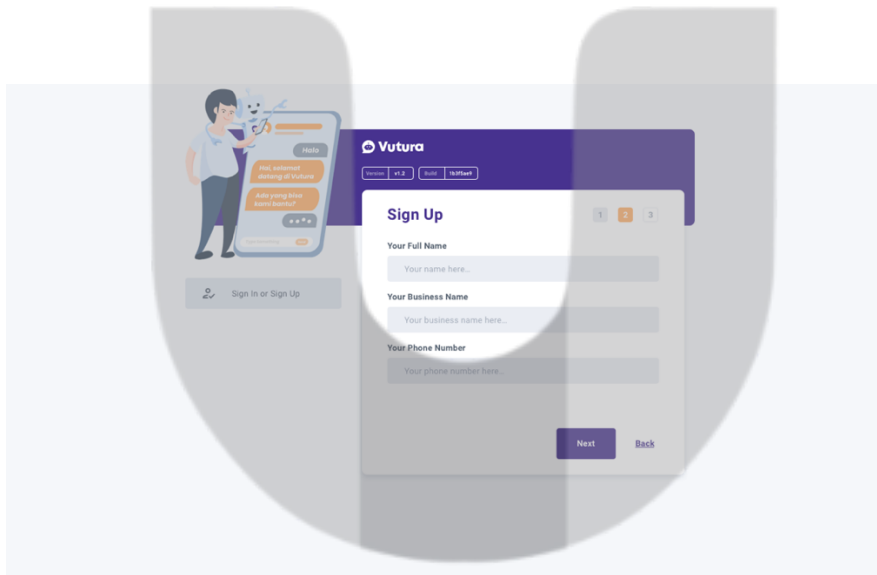 Halo
Hai, selamat
datang di Vutura
Ada yang bisa
kami bantu?
Sign In or Sign Up
Vutura
Version v1.2 Build 1b3f5ae9
Sign Up
1 2 3
Your Full Name
Your name here...
Your Business Name
Your business name here...
Your Phone Number
Your phone number here...
Next Back